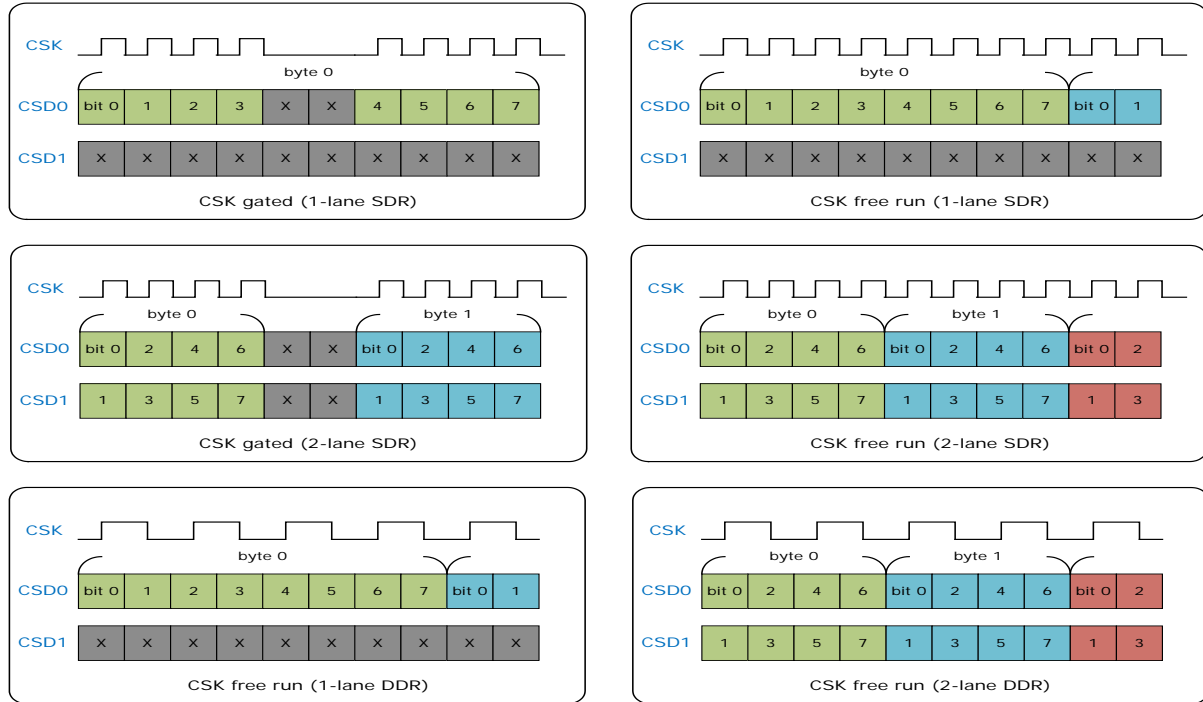 CSK
byte 0
CSD0 bit 0 1 2 3 X X 4 5 6 7
CSD1 X X X X X X X X X X
CSK gated (1-lane SDR)
CSK
byte 0
CSD0 bit 0 1 2 3 4 5 6 7 bit 0 1
CSD1 X X X X X X X X X X
CSK free run (1-lane SDR)
CSK
byte 0 byte 1
CSD0 bit 0 2 4 6 X X bit 0 2 4 6
CSD1 1 3 5 7 X X 1 3 5 7
CSK gated (2-lane SDR)
CSK
byte 0 byte 1
CSD0 bit 0 2 4 6 bit 0 2 4 6 bit 0 2
CSD1 1 3 5 7 1 3 5 7 1 3
CSK free run (2-lane SDR)
CSK
byte 0
CSD0 bit 0 1 2 3 4 5 6 7 bit 0 1
CSD1 X X X X X X X X X X
CSK free run (1-lane DDR)
CSK
byte 0 byte 1
CSD0 bit 0 2 4 6 bit 0 2 4 6 bit 0 2
CSD1 1 3 5 7 1 3 5 7 1 3
CSK free run (2-lane DDR)